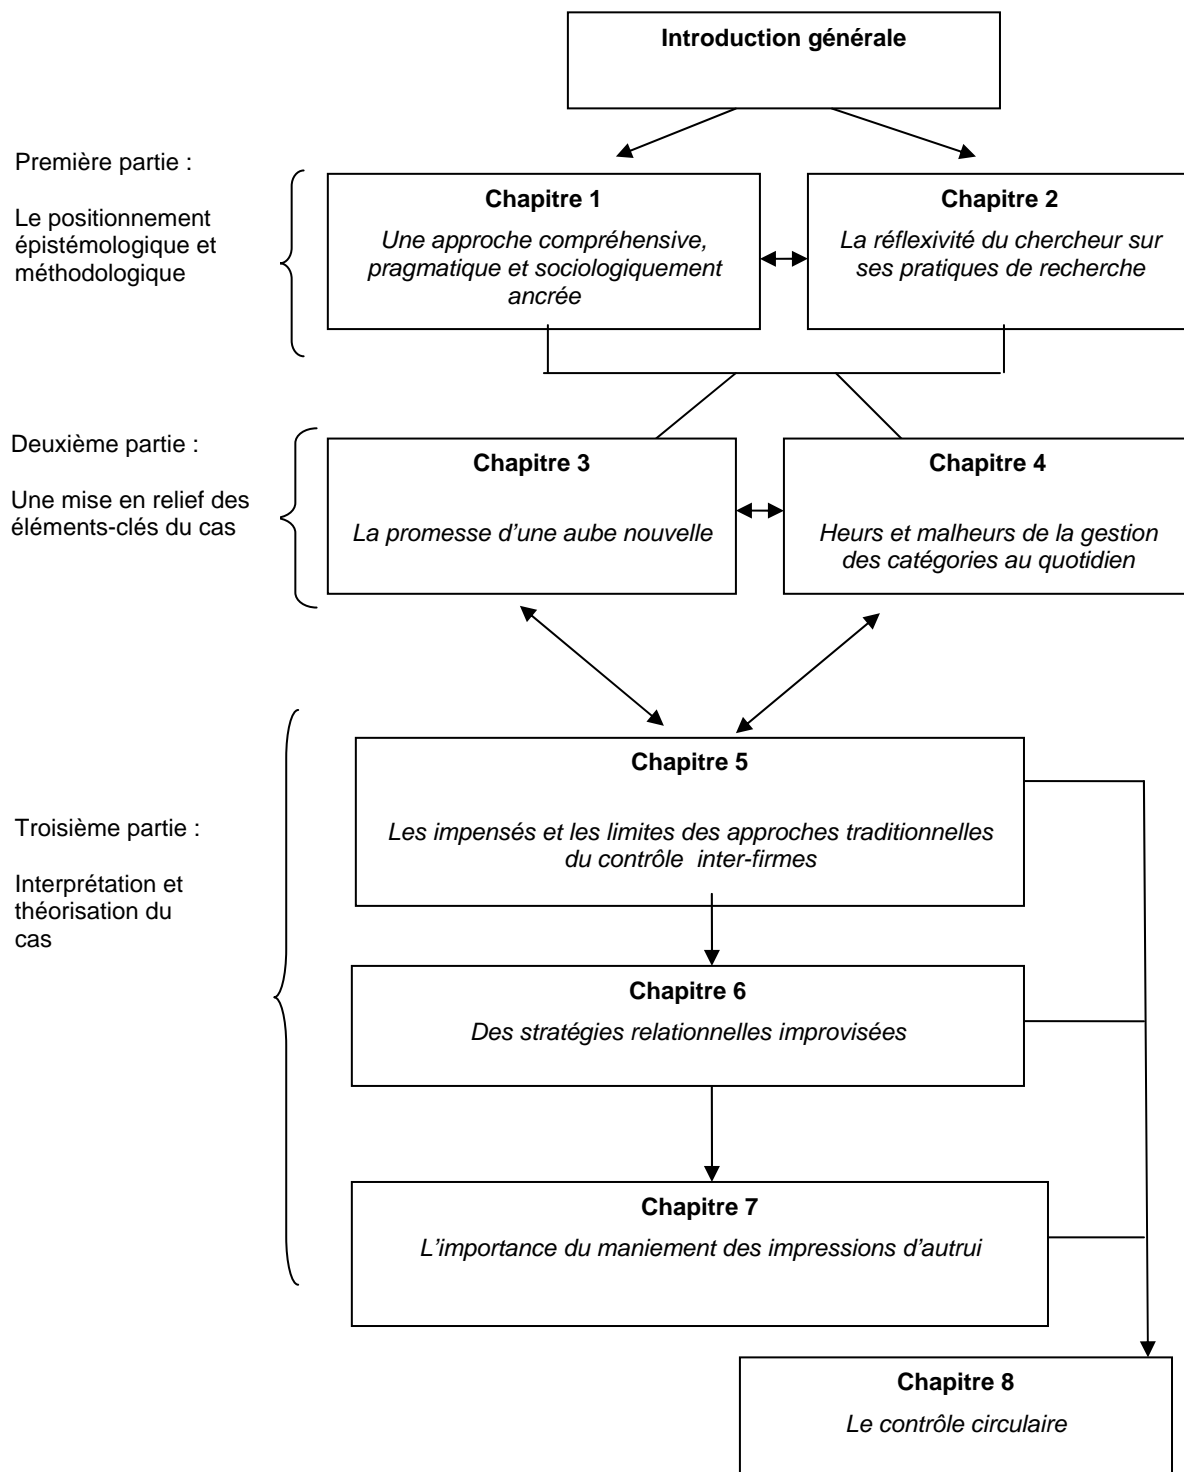 Introduction générale
Première partie :
Le positionnement
épistémologique et
méthodologique
Chapitre 1
Une approche compréhensive,
pragmatique et sociologiquement
ancrée
Chapitre 2
La réflexivité du chercheur sur
ses pratiques de recherche
Deuxième partie :
Une mise en relief des
éléments-clés du cas
Chapitre 3
La promesse d’une aube nouvelle
Chapitre 4
Heurs et malheurs de la gestion
des catégories au quotidien
Troisième partie :
Interprétation et
théorisation du
cas
Chapitre 5
Les impensés et les limites des approches traditionnelles
du contrôle inter-firmes
Chapitre 6
Des stratégies relationnelles improvisées
Chapitre 7
L’importance du maniement des impressions d’autrui
Chapitre 8
Le contrôle circulaire